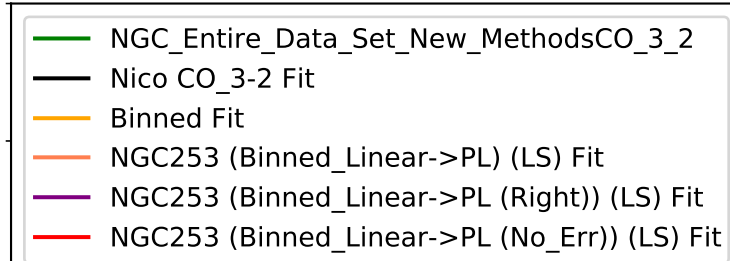 NGC_Entire_Data_Set_New_MethodsCO_3_2
Nico CO_3-2 Fit
Binned Fit
NGC253 (Binned_Linear->PL) (LS) Fit
NGC253 (Binned_Linear->PL (Right)) (LS) Fit
NGC253 (Binned_Linear->PL (No_Err)) (LS) Fit